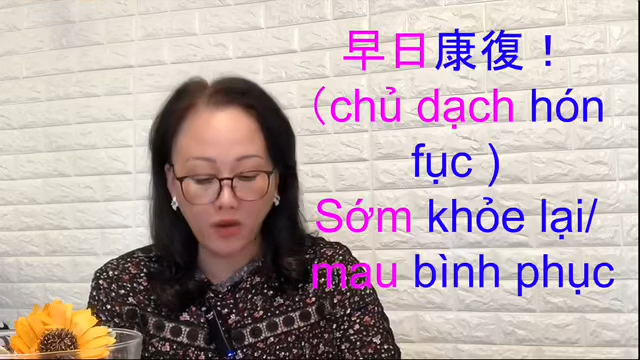 早日康復！
（chủ dạch hón
fục )
Sớm khỏe lại/
mau bình phục